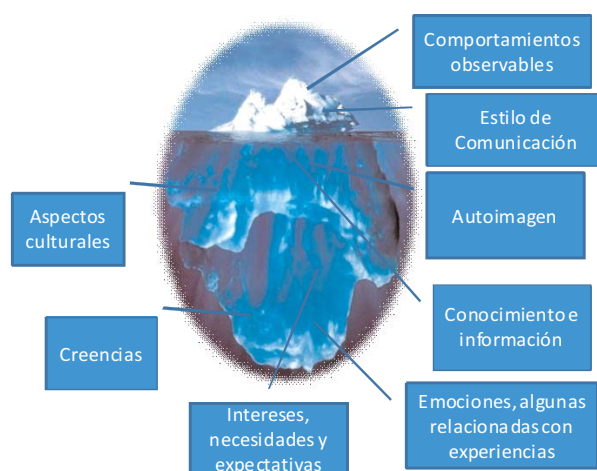 Comportamientos
observables
Estilo de
Comunicación
Aspectos
culturales
Autoimagen
Conocimiento e
información
Creencias
Intereses,
necesidades y
expectativas
Emociones, algunas
relacionadas con
experiencias